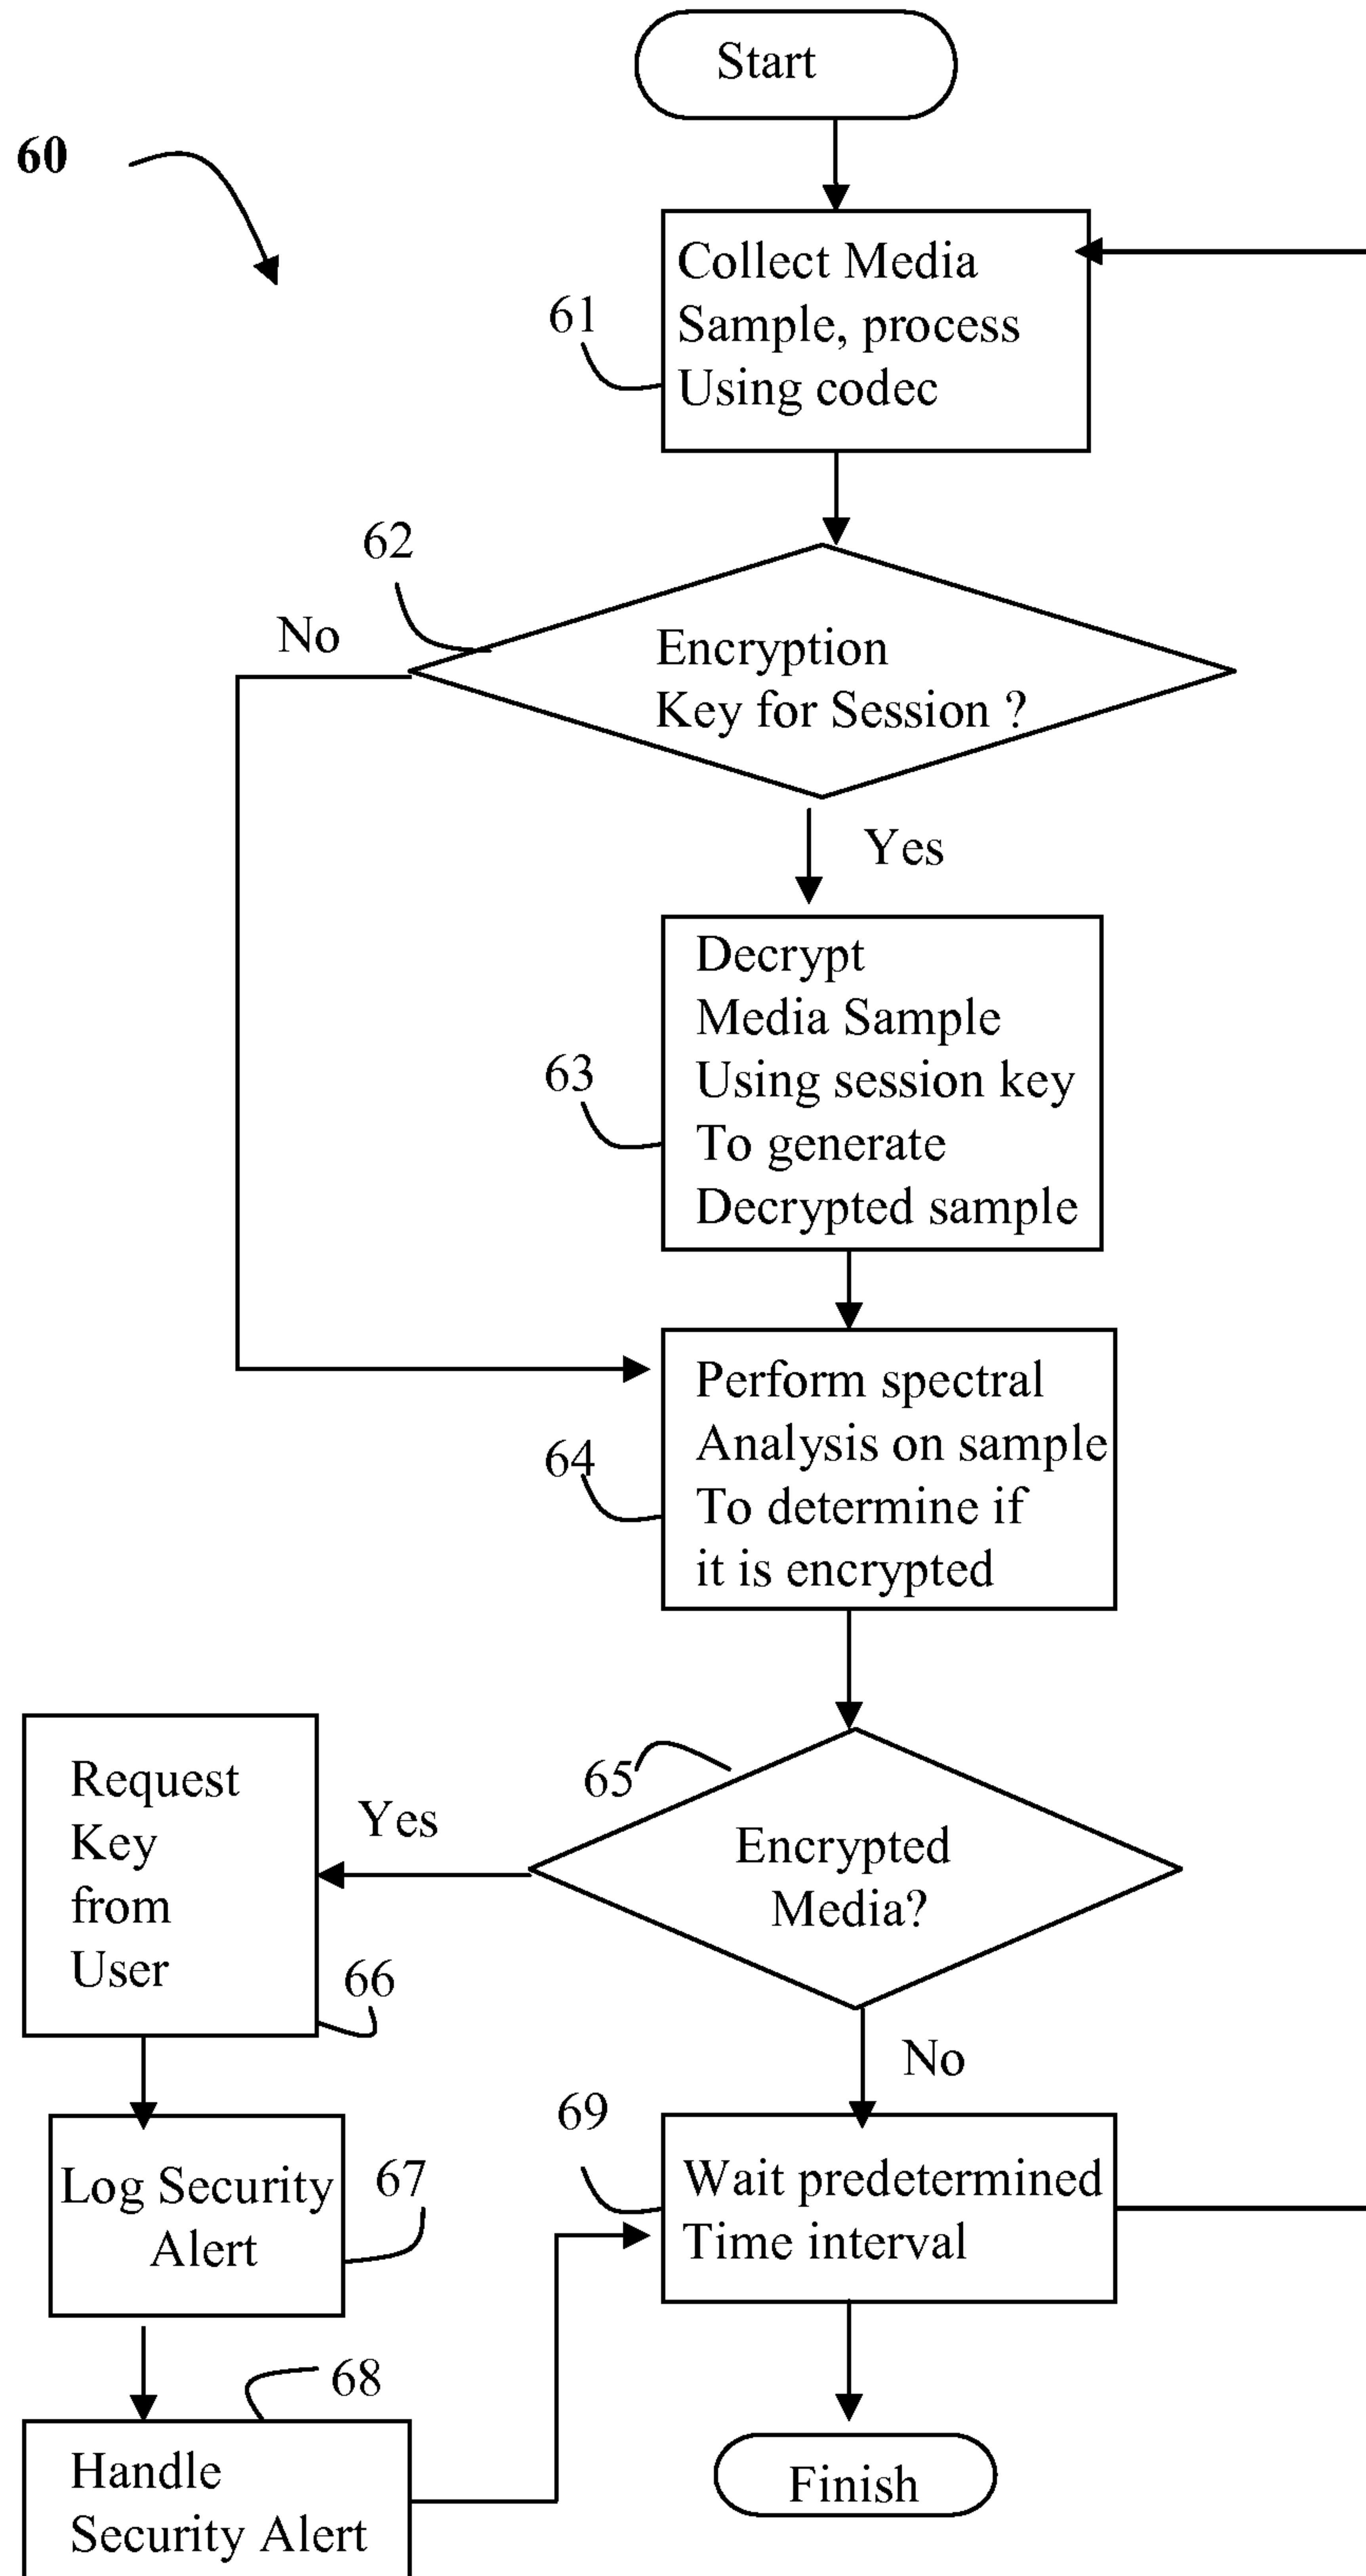 Start
60
Collect Media
Sample, process
Using codec
61
62
No
Encryption
Key for Session ?
Yes
Decrypt
Media Sample
Using session key
To generate
Decrypted sample
63
Perform spectral
Analysis on sample
To determine if
it is encrypted
64
65
Encrypted
Media?
Yes
Request
Key
from
User
66
No
Log Security
Alert
67
69
Wait predetermined
Time interval
68
Handle
Security Alert
Finish